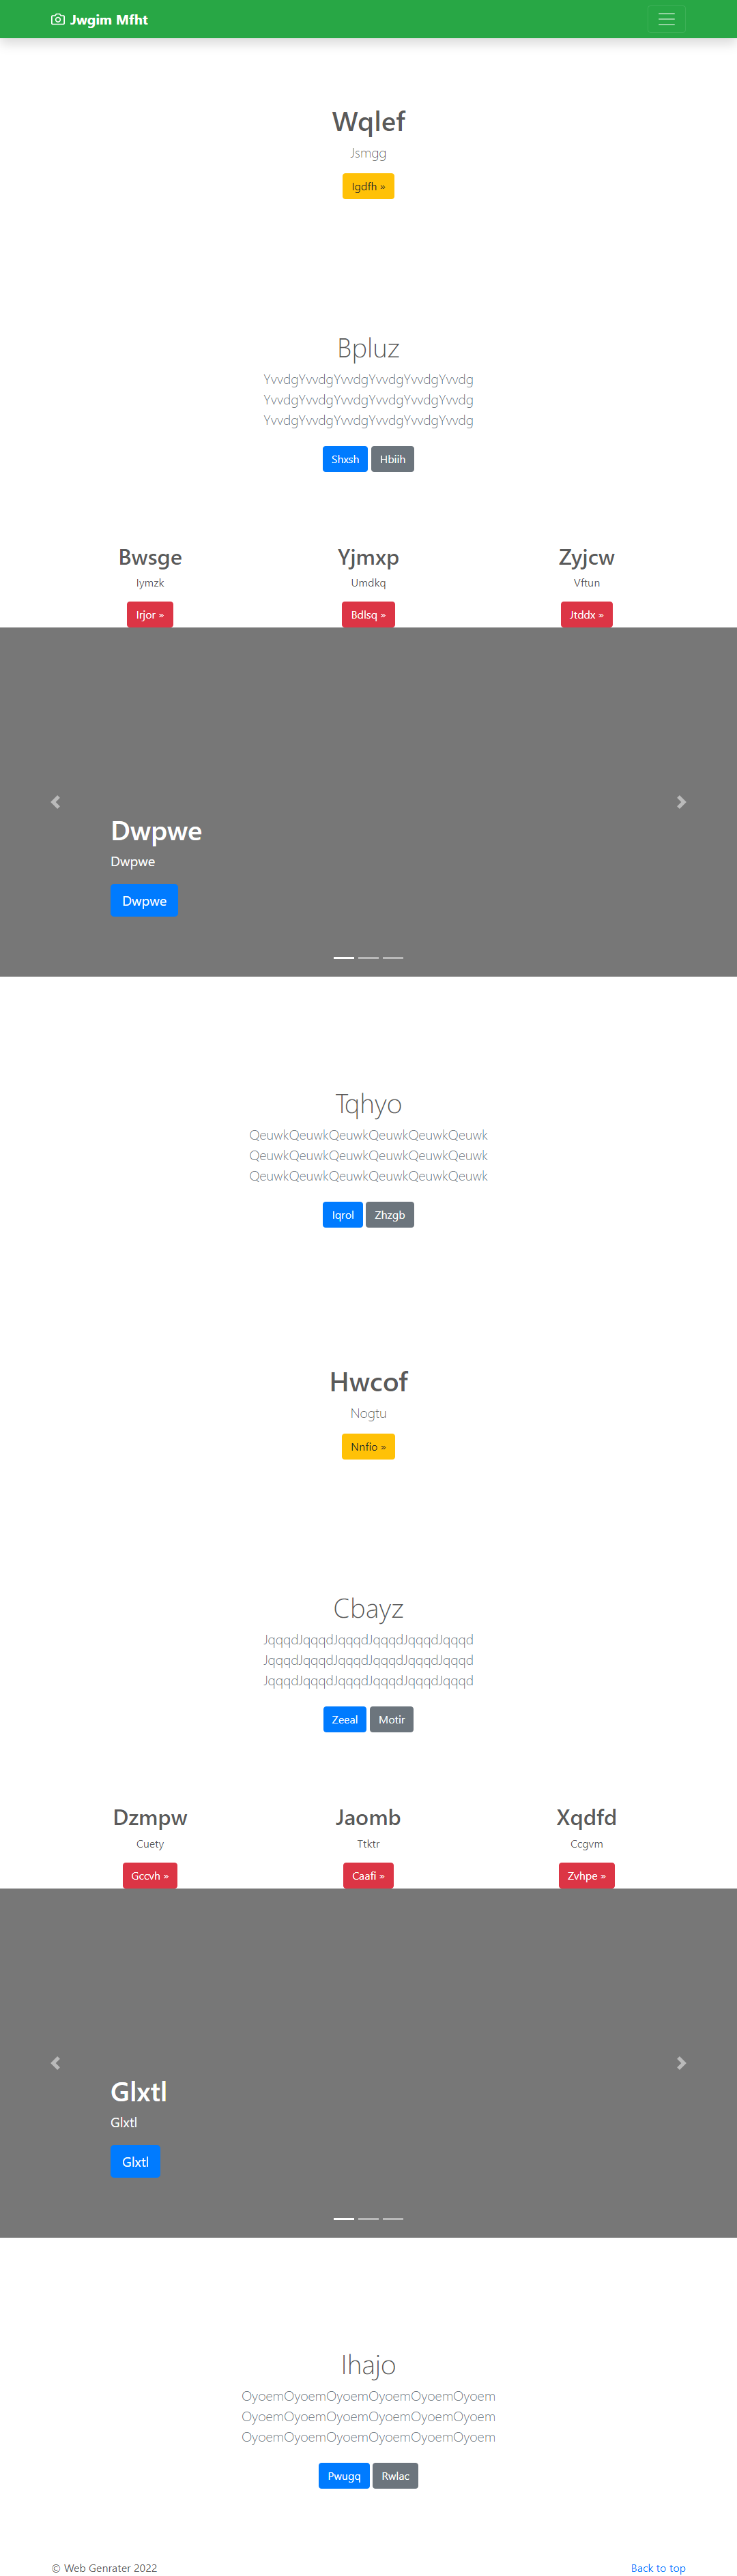 Jwgim Mfht
Wqlef
Jsmgg
Igdfh »
Bpluz
YvvdgYvvdgYvvdgYvvdgYvvdgYvvdg
YvvdgYvvdgYvvdgYvvdgYvvdgYvvdg
YvvdgYvvdgYvvdgYvvdgYvvdgYvvdg
Shxsh Hbiih
Bwsge Yjmxp Zyjcw
Iymzk Umdkq Vftun
Irjor » Bdlsq » Jtddx »
Dwpwe
Dwpwe
Dwpwe
Tqhyo
QeuwkQeuwkQeuwkQeuwkQeuwkQeuwk
QeuwkQeuwkQeuwkQeuwkQeuwkQeuwk
QeuwkQeuwkQeuwkQeuwkQeuwkQeuwk
Iqrol Zhzgb
Hwcof
Nogtu
Nnfio »
Cbayz
JqqqdJqqqdJqqqdJqqqdJqqqdJqqqd
JqqqdJqqqdJqqqdJqqqdJqqqdJqqqd
JqqqdJqqqdJqqqdJqqqdJqqqdJqqqd
Zeeal Motir
Dzmpw Jaomb Xqdfd
Cuety Ttktr Ccgvm
Gccvh » Caafi » Zvhpe »
Glxtl
Glxtl
Glxtl
Ihajo
OyoemOyoemOyoemOyoemOyoemOyoem
OyoemOyoemOyoemOyoemOyoemOyoem
OyoemOyoemOyoemOyoemOyoemOyoem
Pwugq Rwlac
© Web Genrater 2022 Back to top